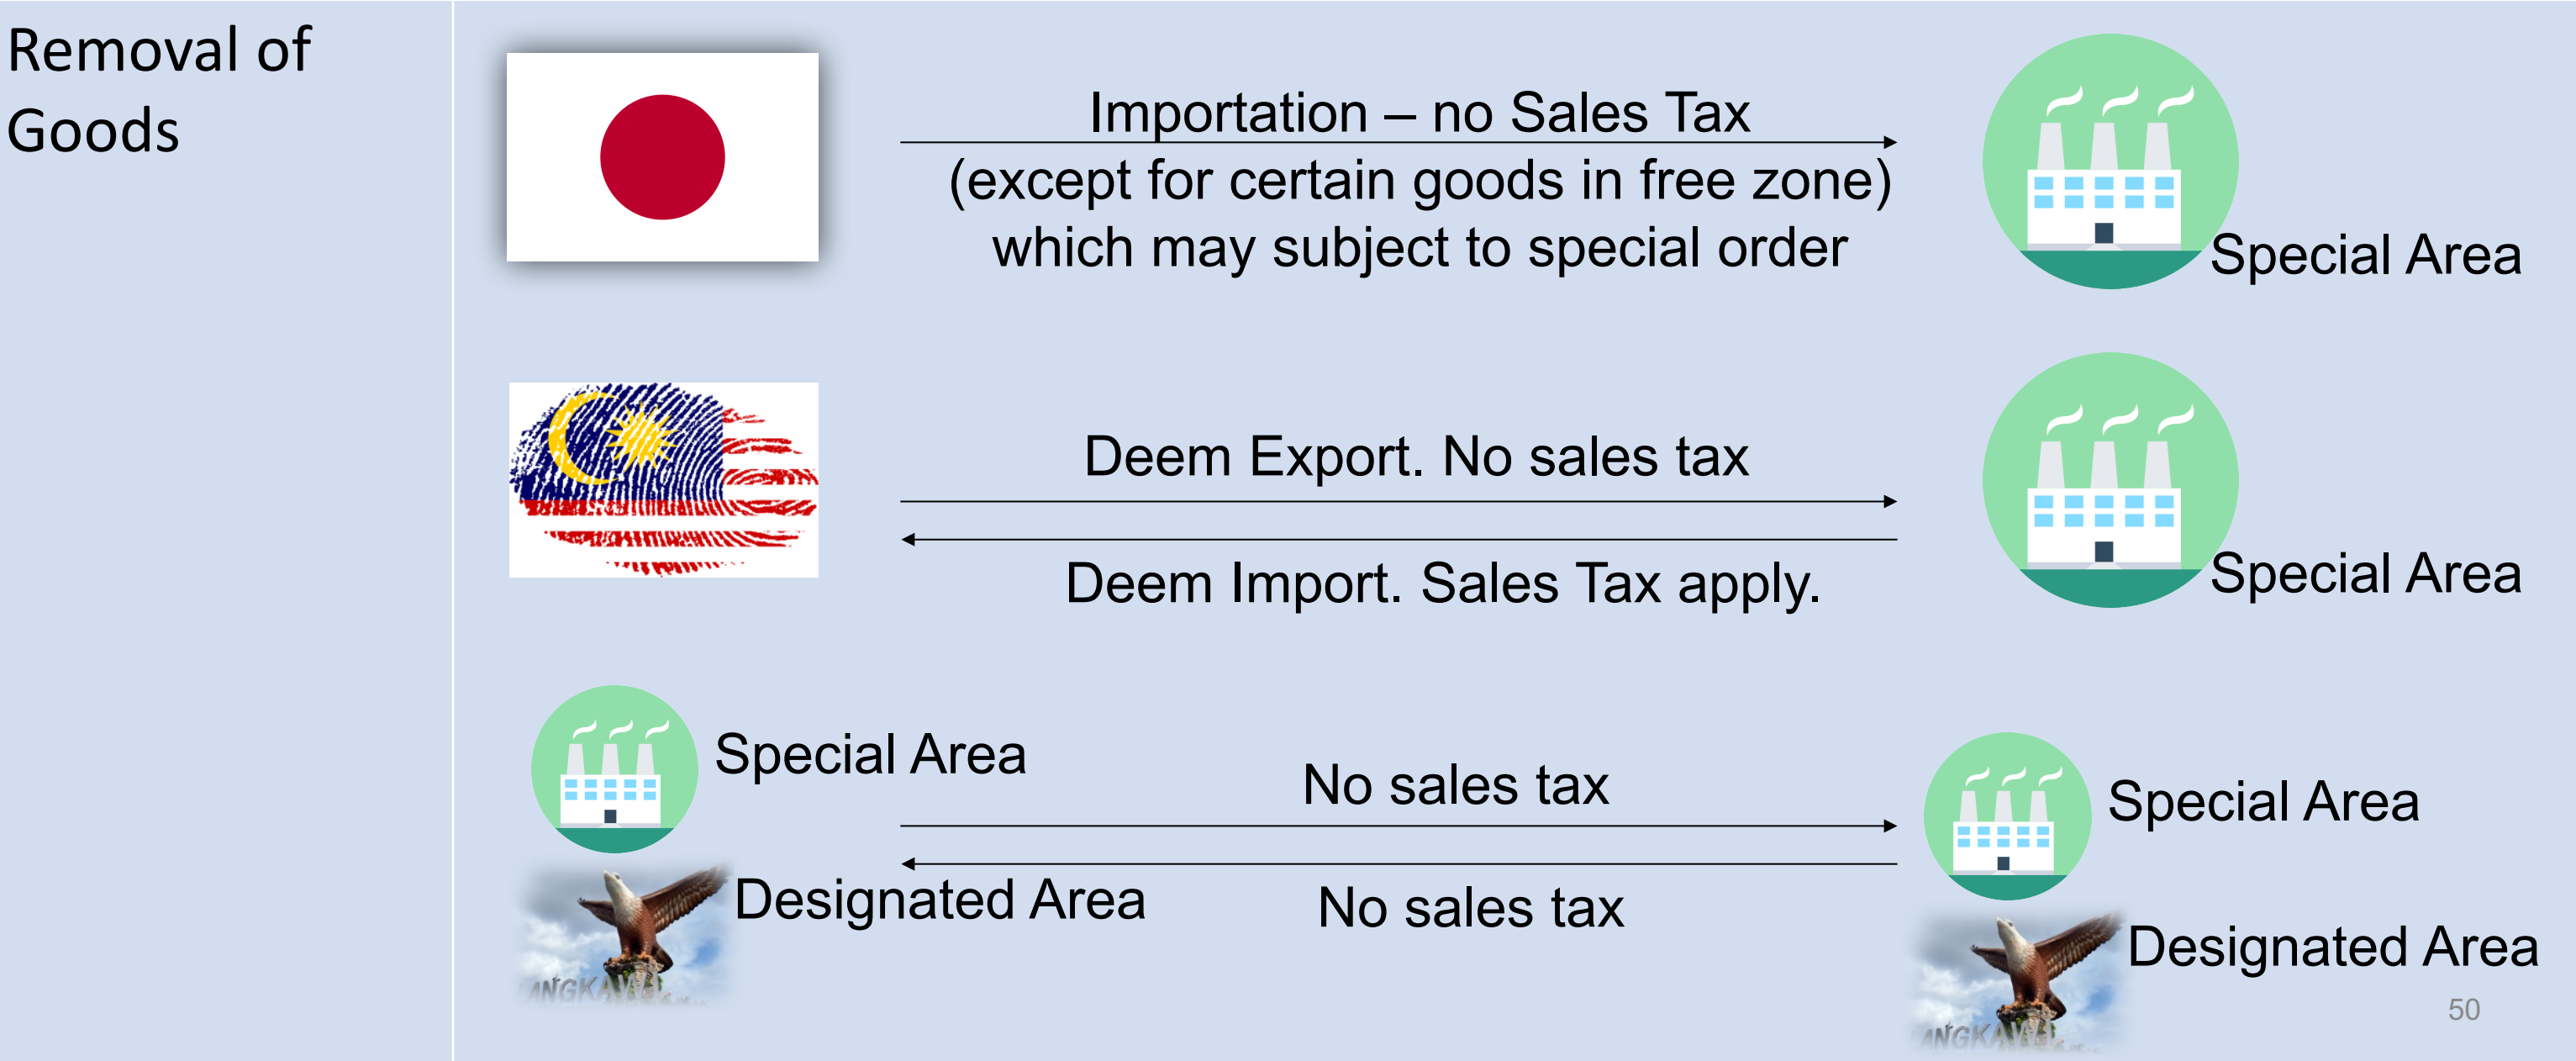 Removal of
Goods
Importation – no Sales Tax
(except for certain goods in free zone)
which may subject to special order
Special Area
Deem Export. No sales tax
Deem Import. Sales Tax apply.
Special Area
Special Area
Designated Area
No sales tax
No sales tax
Special Area
Designated Area
50